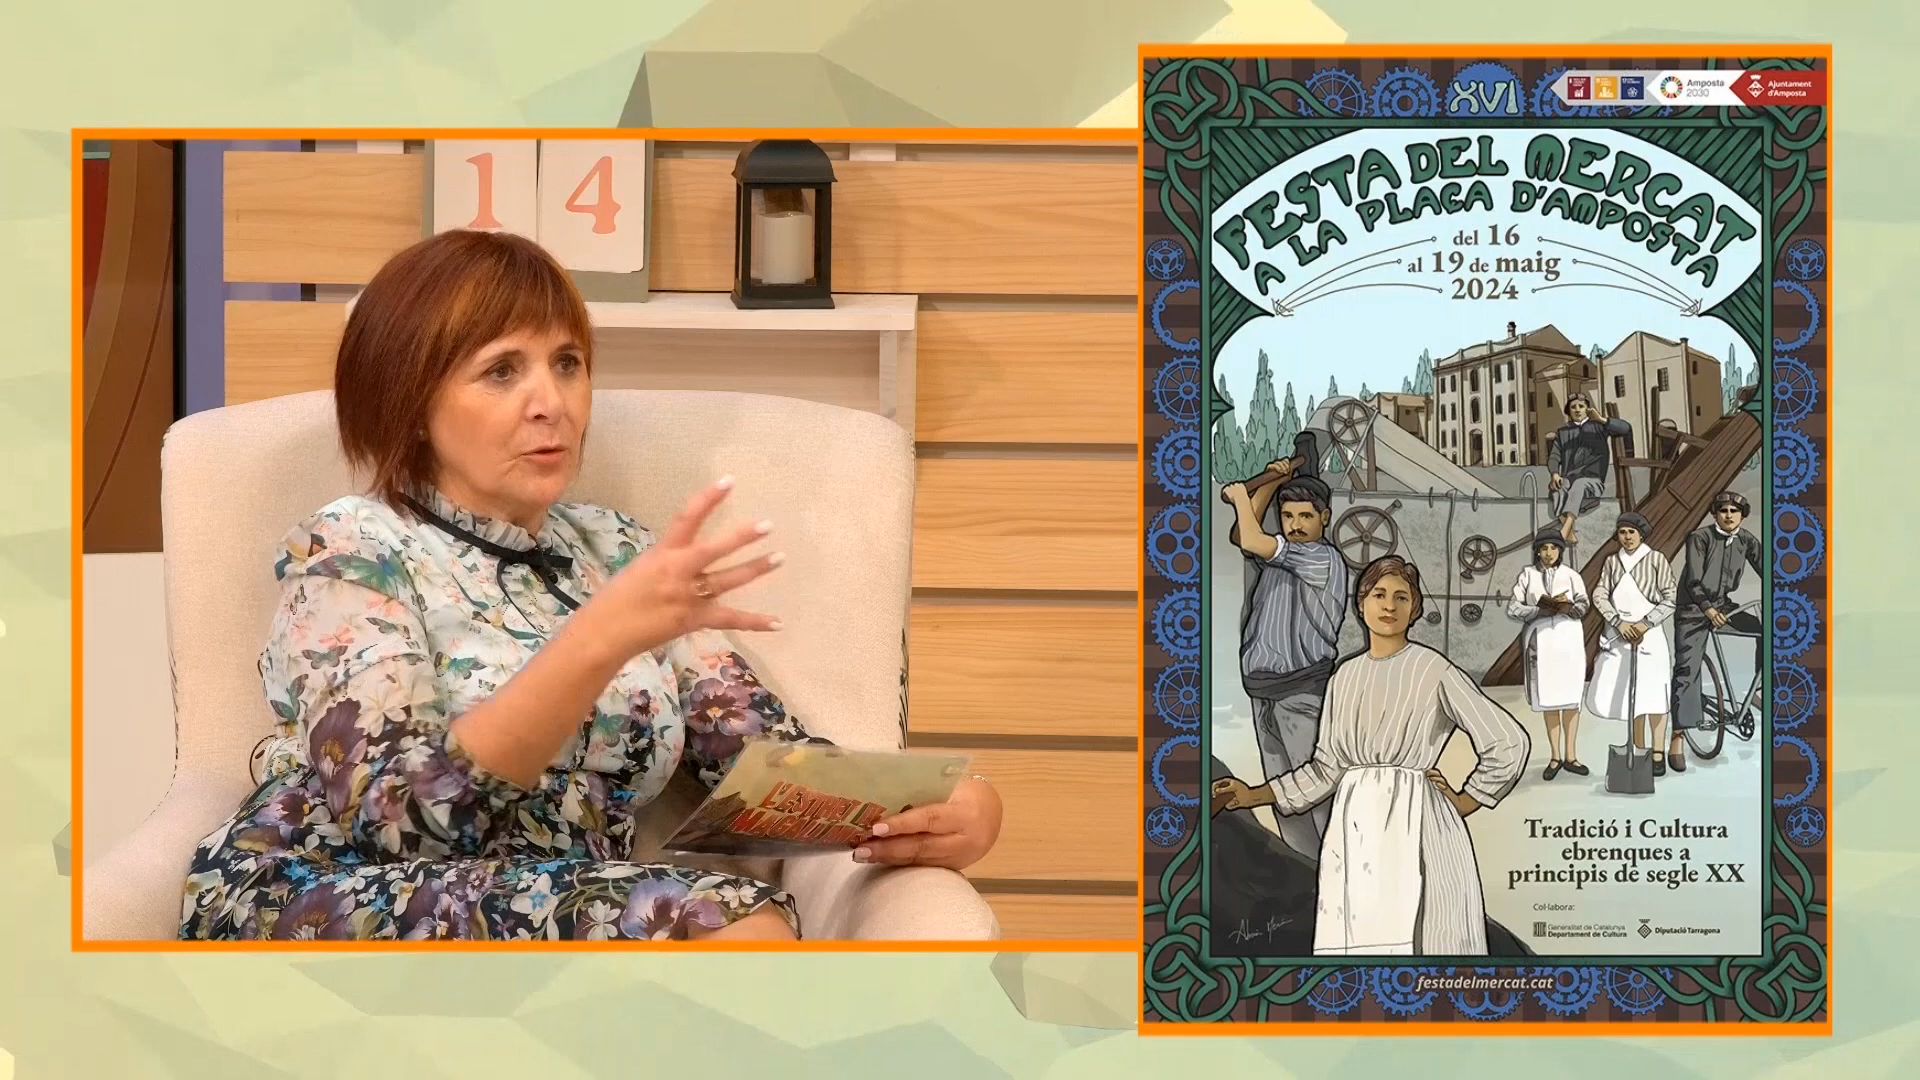 14
L'ESTUDI DE
XVI
Amposta
2030
Ajuntament
d'Amposta
FESTA DEL MERCAT
A LA PLAÇA D'AMPOSTA
del 16
al 19 de maig
2024
Tradició i Cultura
ebrenques a
principis de segle XX
Col·labora:
Generalitat de Catalunya
Departament de Cultura
Diputació Tarragona
festadelmercat.cat